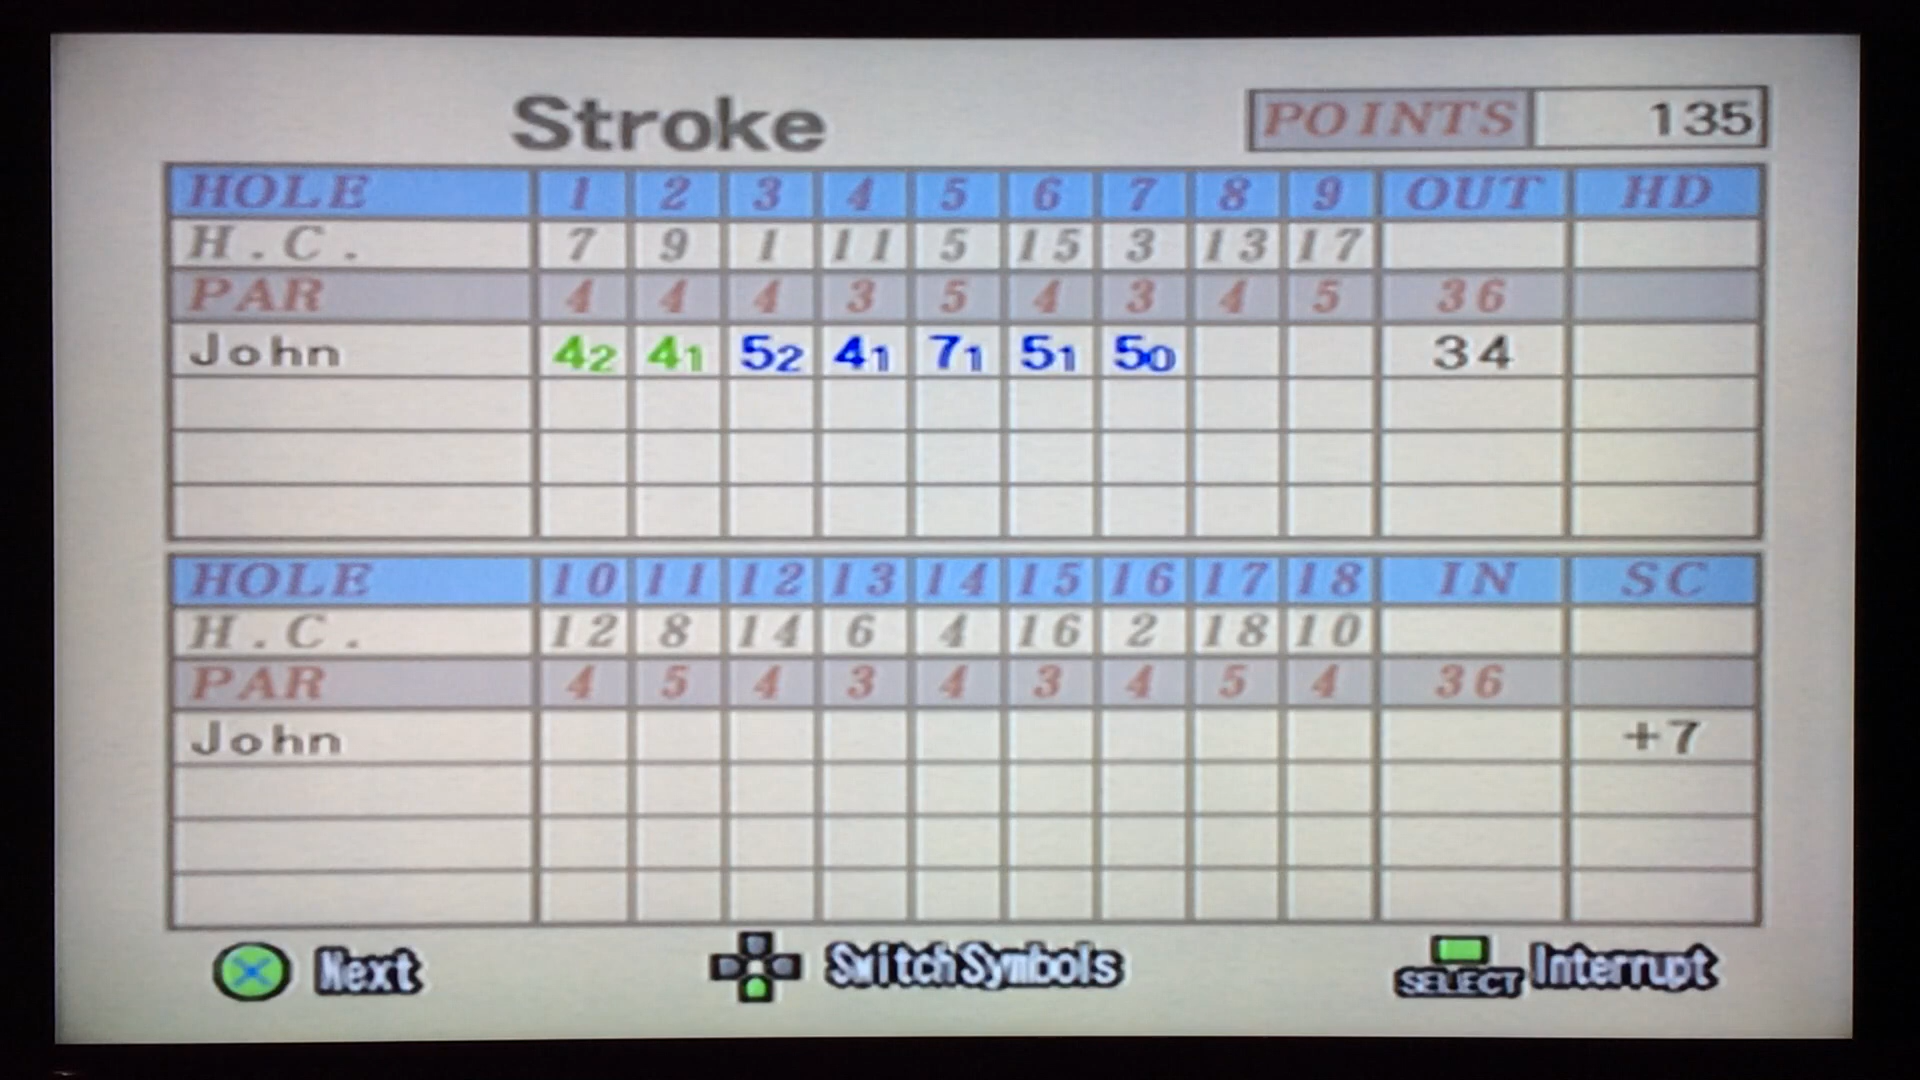 Stroke
POINTS 135
HOLE 1 2 3 4 5 6 7 8 9 OUT HD
H.C. 7 9 1 11 5 15 3 13 17
PAR 4 4 4 3 5 4 3 4 5 36
John 42 41 52 41 71 51 50 34
HOLE 10 11 12 13 14 15 16 17 18 IN SC
H.C. 12 8 14 6 4 16 2 18 10
PAR 4 5 4 3 4 3 4 5 4 36
John +7
Next Switch Symbols SELECT Interrupt